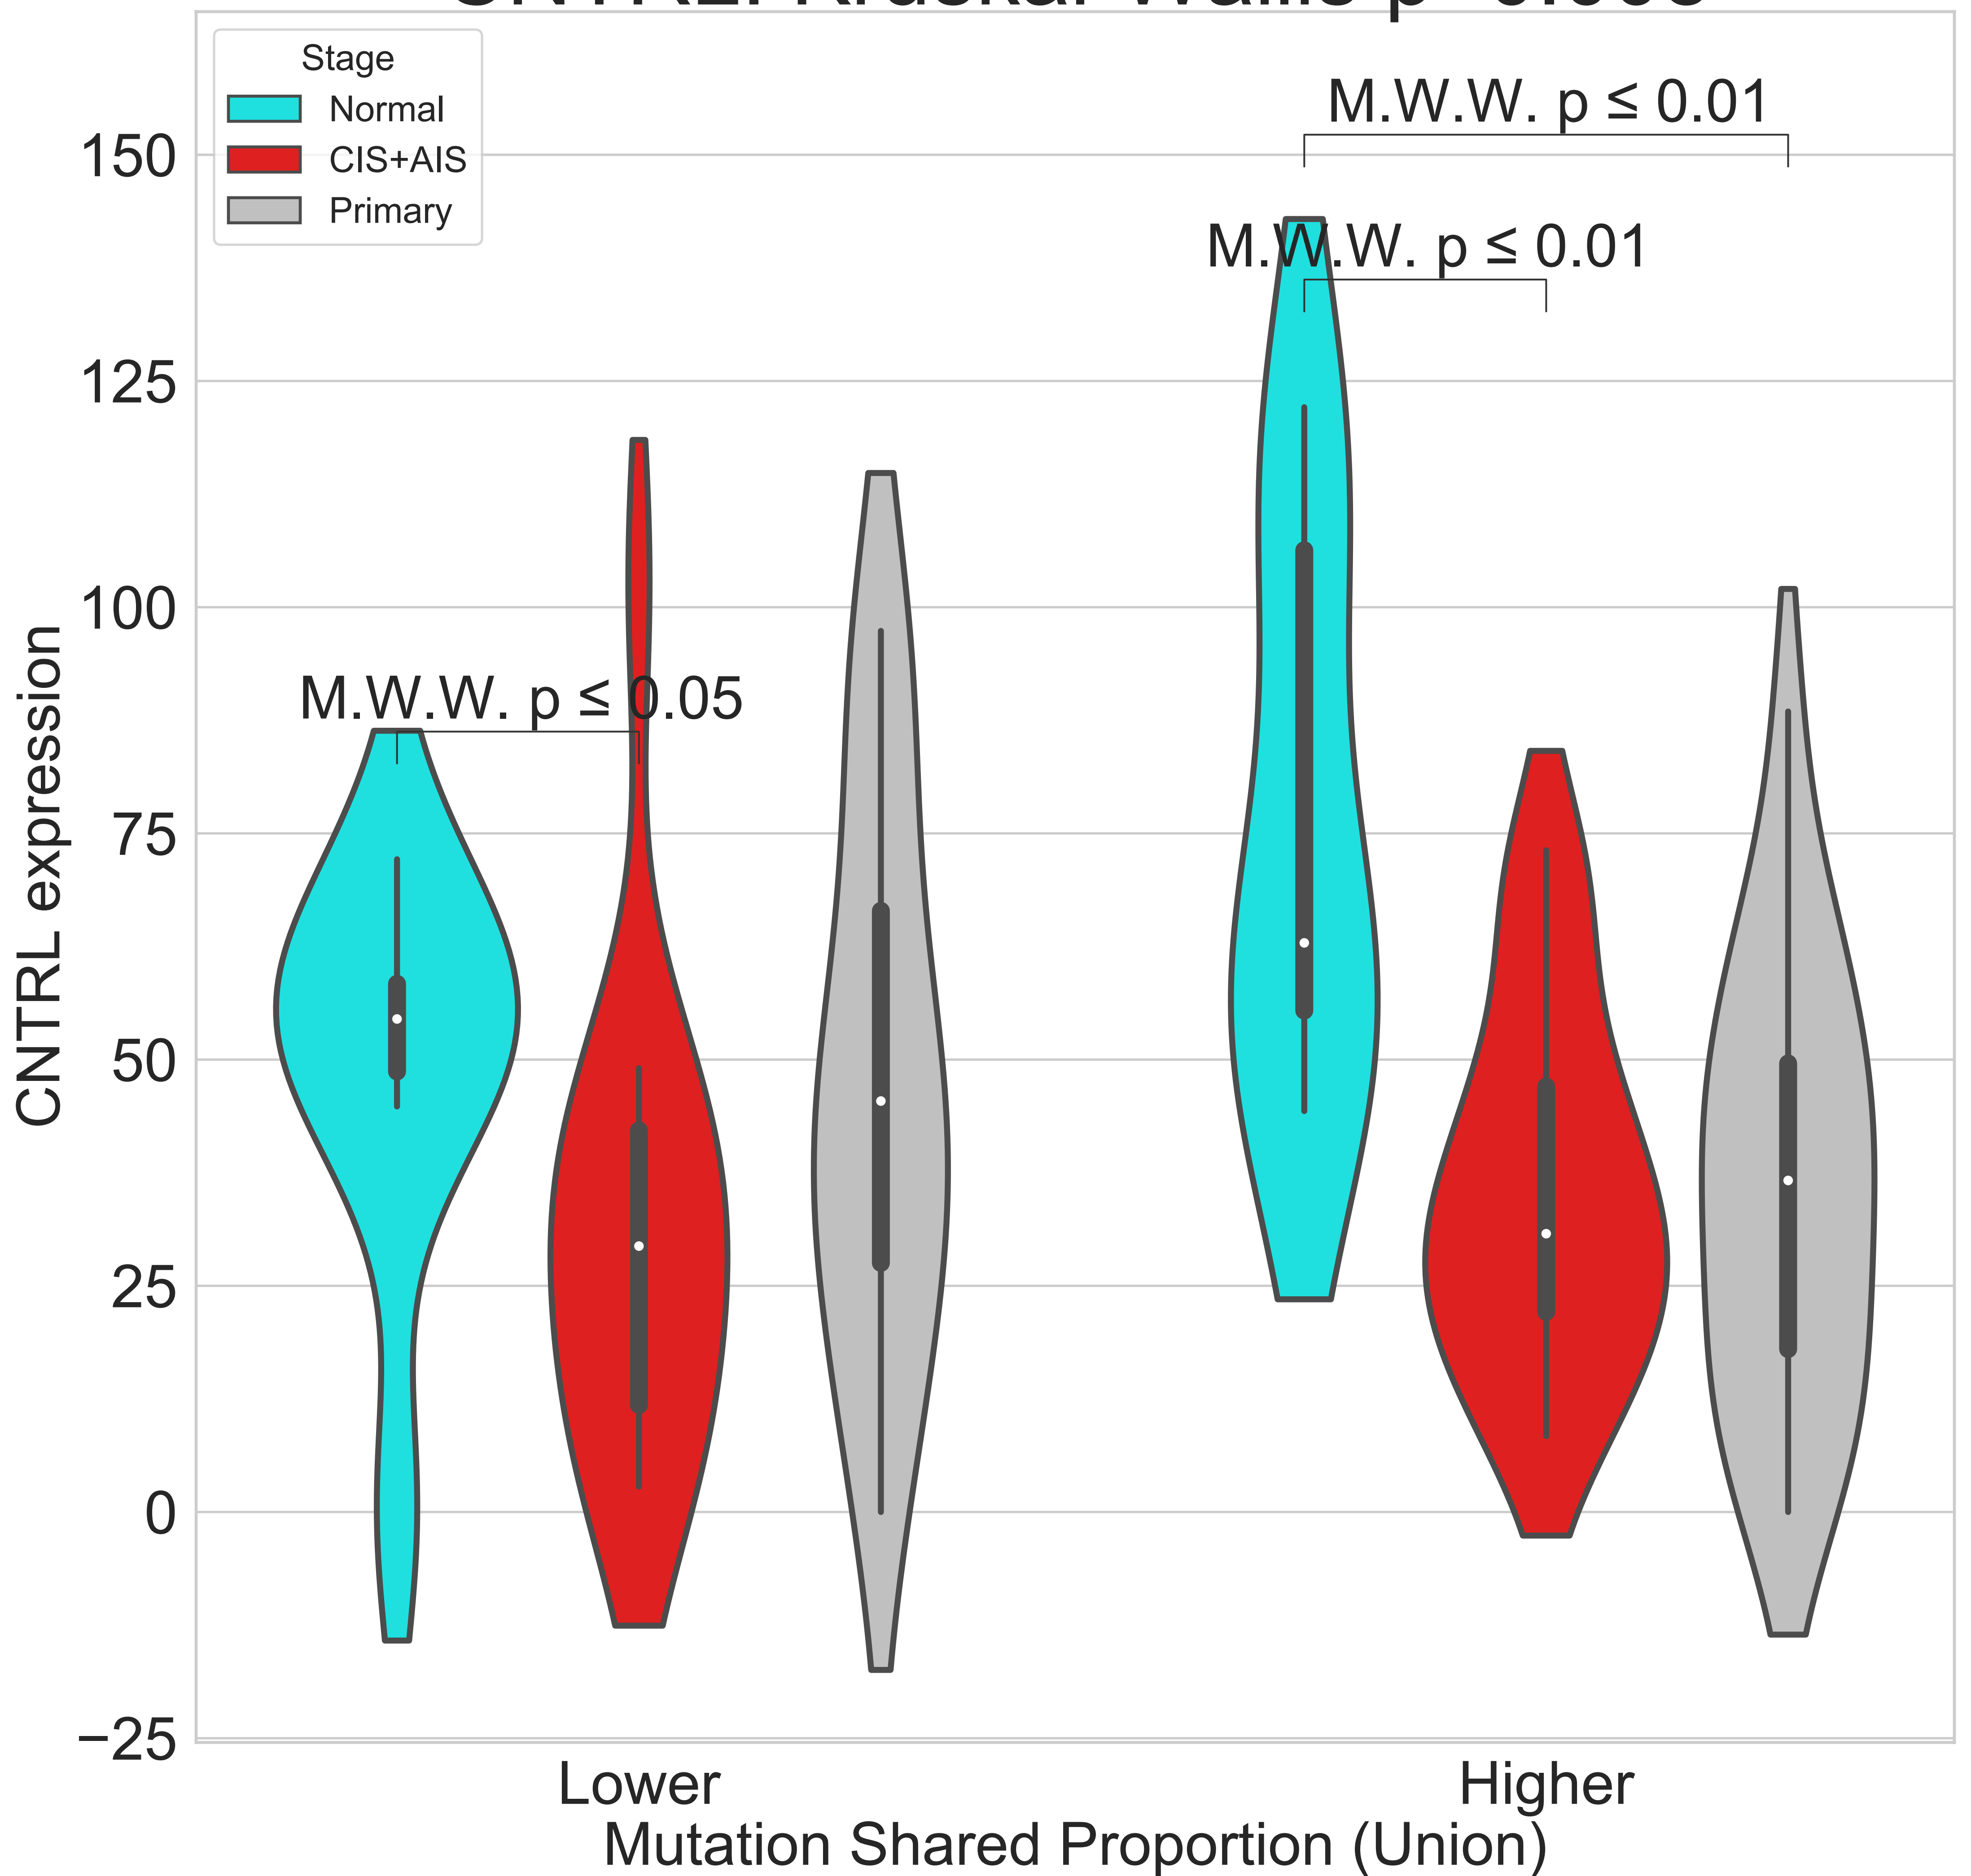 Stage
Normal
CIS+AIS
Primary
M.W.W. p ≤ 0.01
M.W.W. p ≤ 0.01
M.W.W. p ≤ 0.05
150
125
100
75
50
25
0
−25
CNTRL expression
Lower
Higher
Mutation Shared Proportion (Union)